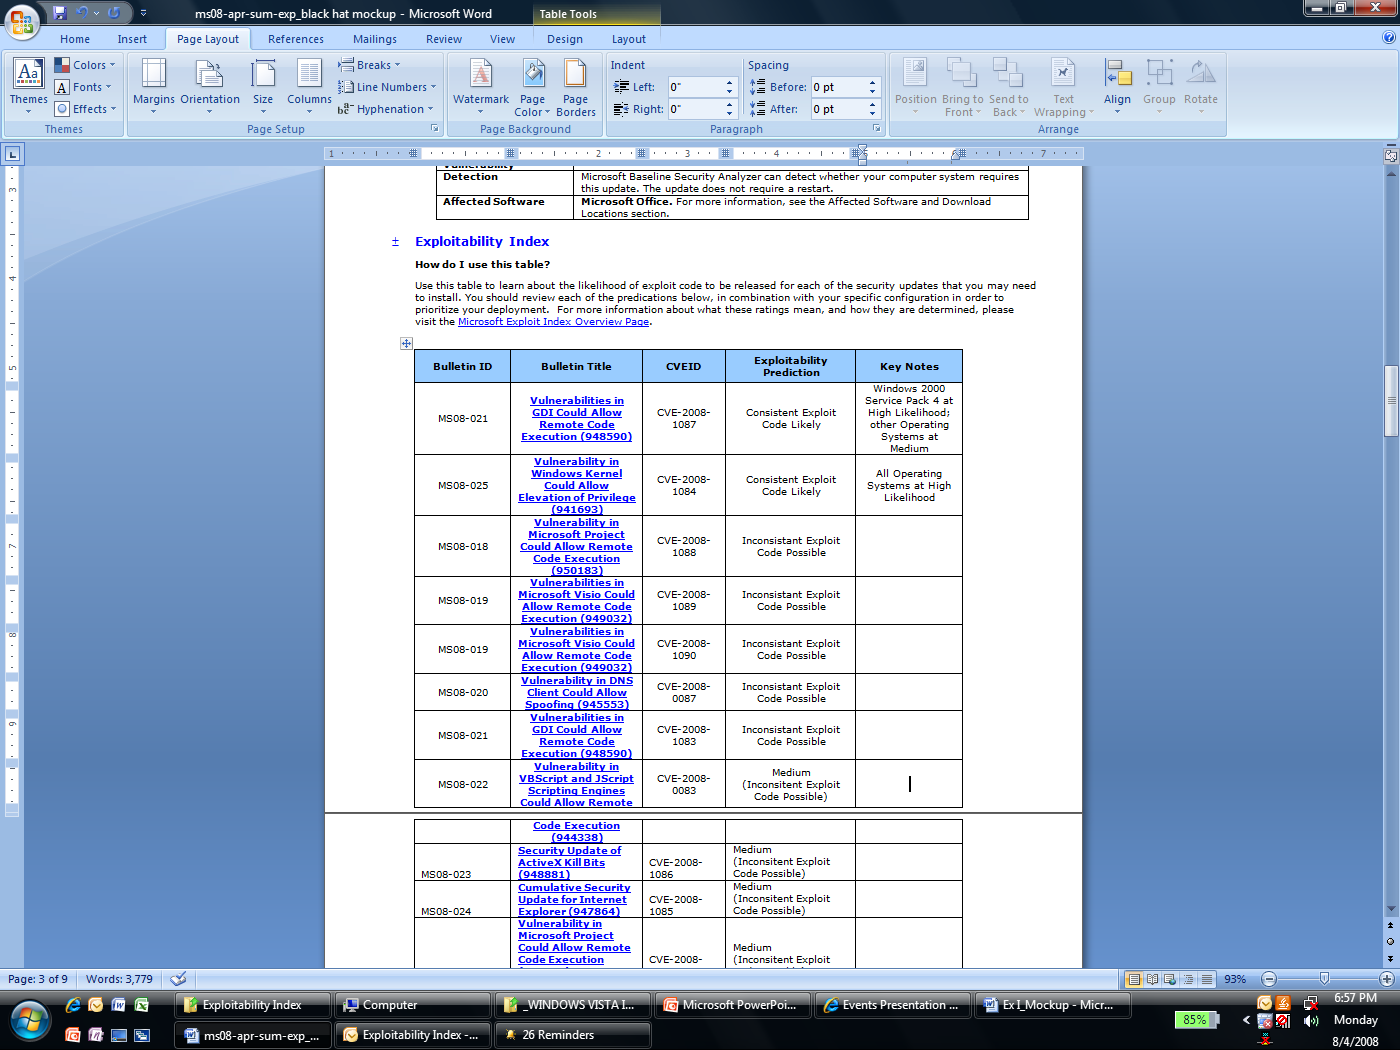 ms08-apr-sum-exp_black hat mockup - Microsoft Word
Table Tools
Home Insert Page Layout References Mailings Review View Design Layout
Themes
Colors
Fonts
Effects
Themes
Margins Orientation Size Columns
Breaks
Line Numbers
Hyphenation
Page Setup
Watermark Page Color Page Borders
Page Background
Indent
Left: 0"
Right: 0"
Spacing
Before: 0 pt
After: 0 pt
Paragraph
Position Bring to Front Send to Back Text Wrapping Align Group Rotate
Arrange
1 1 2 3 4 7
Vulnerability
Detection
Microsoft Baseline Security Analyzer can detect whether your computer system requires
this update. The update does not require a restart.
Affected Software
Microsoft Office. For more information, see the Affected Software and Download
Locations section.
± Exploitability Index
How do I use this table?
Use this table to learn about the likelihood of exploit code to be released for each of the security updates that you may need
to install. You should review each of the predications below, in combination with your specific configuration in order to
prioritize your deployment.  For more information about what these ratings mean, and how they are determined, please
visit the Microsoft Exploit Index Overview Page.
Bulletin ID
Bulletin Title
CVEID
Exploitability
Prediction
Key Notes
MS08-021
Vulnerabilities in
GDI Could Allow
Remote Code
Execution (948590)
CVE-2008-
1087
Consistent Exploit
Code Likely
Windows 2000
Service Pack 4 at
High Likelihood;
other Operating
Systems at
Medium
MS08-025
Vulnerability in
Windows Kernel
Could Allow
Elevation of Privilege
(941693)
CVE-2008-
1084
Consistent Exploit
Code Likely
All Operating
Systems at High
Likelihood
MS08-018
Vulnerability in
Microsoft Project
Could Allow Remote
Code Execution
(950183)
CVE-2008-
1088
Inconsistant Exploit
Code Possible
MS08-019
Vulnerabilities in
Microsoft Visio Could
Allow Remote Code
Execution (949032)
CVE-2008-
1089
Inconsistant Exploit
Code Possible
MS08-019
Vulnerabilities in
Microsoft Visio Could
Allow Remote Code
Execution (949032)
CVE-2008-
1090
Inconsistant Exploit
Code Possible
MS08-020
Vulnerability in DNS
Client Could Allow
Spoofing (945553)
CVE-2008-
0087
Inconsistant Exploit
Code Possible
MS08-021
Vulnerabilities in
GDI Could Allow
Remote Code
Execution (948590)
CVE-2008-
1083
Inconsistant Exploit
Code Possible
MS08-022
Vulnerability in
VBScript and JScript
Scripting Engines
Could Allow Remote
CVE-2008-
0083
Medium
(Inconsitent Exploit
Code Possible)
Code Execution
(944338)
MS08-023
Security Update of
ActiveX Kill Bits
(948881)
CVE-2008-
1086
Medium
(Inconsitent Exploit
Code Possible)
MS08-024
Cumulative Security
Update for Internet
Explorer (947864)
CVE-2008-
1085
Medium
(Inconsitent Exploit
Code Possible)
Vulnerability in
Microsoft Project
Could Allow Remote
Code Execution
CVE-2008-
Medium
(Inconsitent Exploit
Page: 3 of 9 Words: 3,779 93%
Exploitability Index Computer _WINDOWS VISTA I... Microsoft PowerPoi... Events Presentation ... Ex I_Mockup - Micr...
ms08-apr-sum-exp_... Exploitability Index -... 26 Reminders
85%
6:57 PM
Monday
8/4/2008